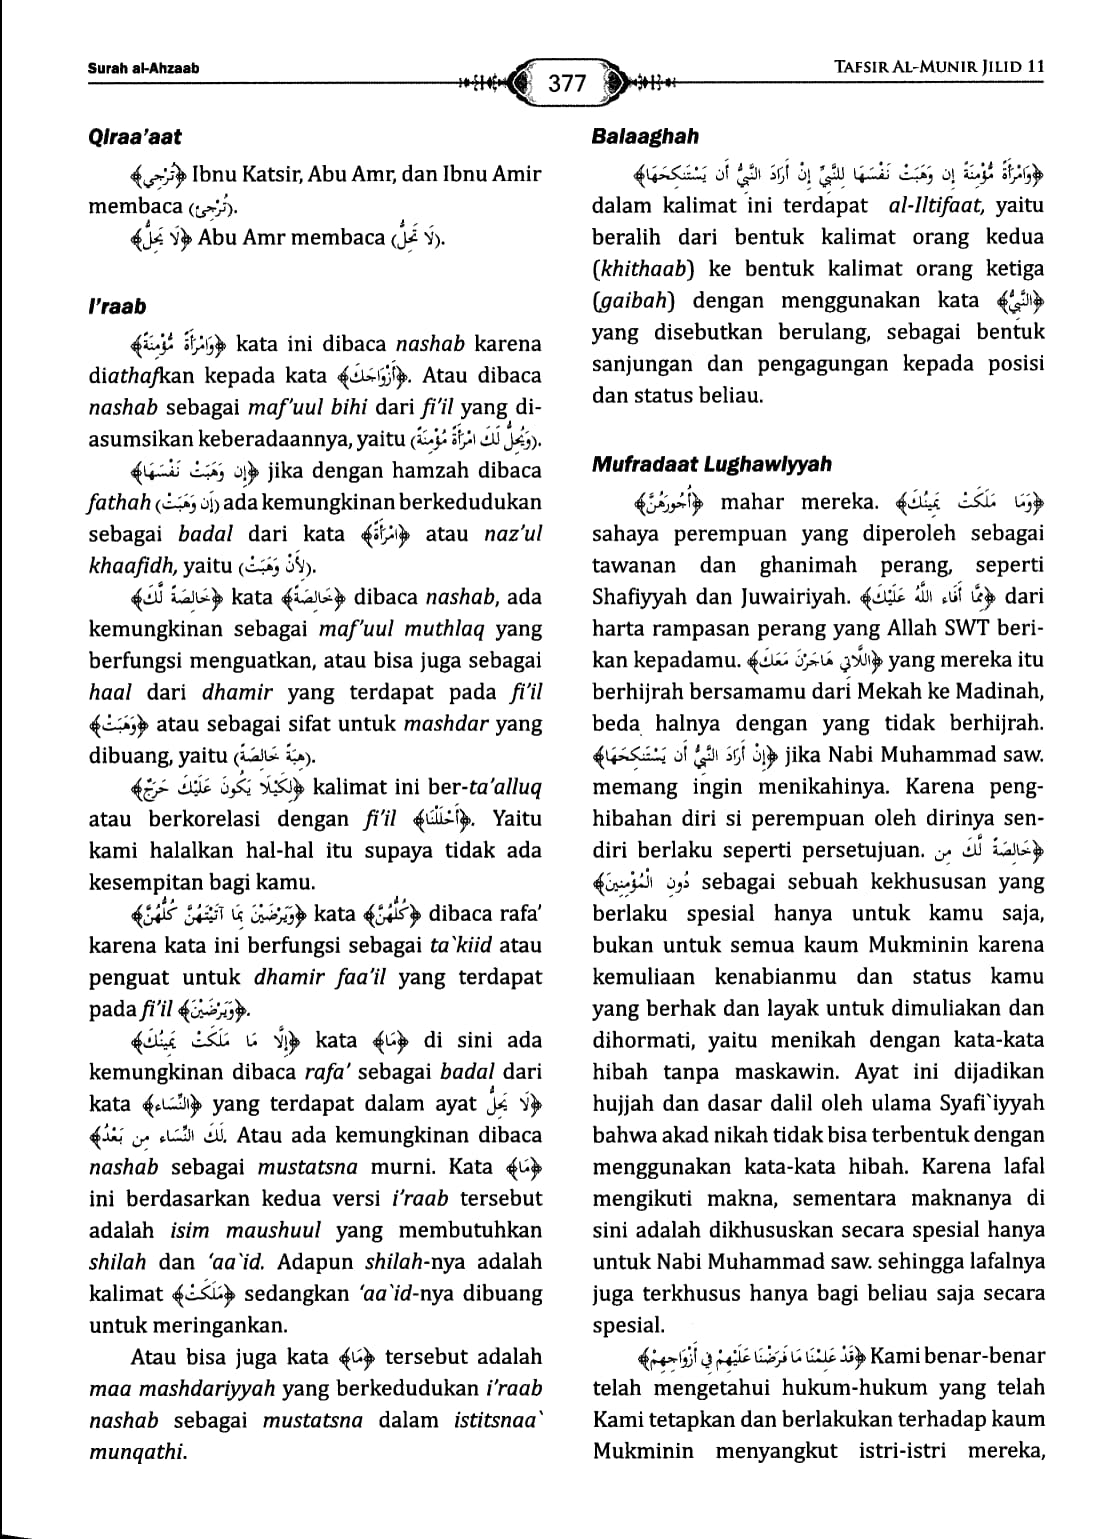 Surah al-Ahzaab
377
TAFSIR AL-MUNIR JILID 11
Qiraa'aat
﴿تُرْجِي﴾ Ibnu Katsir, Abu Amr, dan Ibnu Amir
membaca (تُرْجِئُ).
﴿لَا يَحِلُّ﴾ Abu Amr membaca (لَا تَحِلُّ).
I'raab
﴿وَامْرَأَةً مُّؤْمِنَةً﴾ kata ini dibaca nashab karena
diathafkan kepada kata ﴿أَزْوَاجَكَ﴾. Atau dibaca
nashab sebagai maf'uul bihi dari fi'il yang di-
asumsikan keberadaannya, yaitu (وَيُحِلُّ لَكَ امْرَأَةً مُؤْمِنَةً).
﴿إِن وَهَبَتْ نَفْسَهَا﴾ jika dengan hamzah dibaca
fathah (أَن وَهَبَتْ) ada kemungkinan berkedudukan
sebagai badal dari kata ﴿امْرَأَةً﴾ atau naz'ul
khaafidh, yaitu (لِأَنْ وَهَبَتْ).
﴿خَالِصَةً لَّكَ﴾ kata ﴿خَالِصَةً﴾ dibaca nashab, ada
kemungkinan sebagai maf'uul muthlaq yang
berfungsi menguatkan, atau bisa juga sebagai
haal dari dhamir yang terdapat pada fi'il
﴿وَهَبَتْ﴾ atau sebagai sifat untuk mashdar yang
dibuang, yaitu (هِبَةً خَالِصَةً).
﴿لِكَيْلَا يَكُونَ عَلَيْكَ حَرَجٌ﴾ kalimat ini ber-ta'alluq
atau berkorelasi dengan fi'il ﴿أَحْلَلْنَا﴾. Yaitu
kami halalkan hal-hal itu supaya tidak ada
kesempitan bagi kamu.
﴿وَيَرْضَيْنَ بِمَا آتَيْتَهُنَّ كُلُّهُنَّ﴾ kata ﴿كُلُّهُنَّ﴾ dibaca rafa'
karena kata ini berfungsi sebagai ta`kiid atau
penguat untuk dhamir faa'il yang terdapat
pada fi'il ﴿وَيَرْضَيْنَ﴾.
﴿إِلَّا مَا مَلَكَتْ يَمِينُكَ﴾ kata ﴿مَا﴾ di sini ada
kemungkinan dibaca rafa' sebagai badal dari
kata ﴿النِّسَاء﴾ yang terdapat dalam ayat ﴿لَا يَحِلُّ
لَكَ النِّسَاء مِن بَعْدُ﴾. Atau ada kemungkinan dibaca
nashab sebagai mustatsna murni. Kata ﴿مَا﴾
ini berdasarkan kedua versi i'raab tersebut
adalah isim maushuul yang membutuhkan
shilah dan 'aa`id. Adapun shilah-nya adalah
kalimat ﴿مَلَكَتْ﴾ sedangkan 'aa`id-nya dibuang
untuk meringankan.
Atau bisa juga kata ﴿مَا﴾ tersebut adalah
maa mashdariyyah yang berkedudukan i'raab
nashab sebagai mustatsna dalam istitsnaa`
munqathi.
Balaaghah
﴿وَامْرَأَةً مُّؤْمِنَةً إِن وَهَبَتْ نَفْسَهَا لِلنَّبِيِّ إِنْ أَرَادَ النَّبِيُّ أَن يَسْتَنكِحَهَا﴾
dalam kalimat ini terdapat al-Iltifaat, yaitu
beralih dari bentuk kalimat orang kedua
(khithaab) ke bentuk kalimat orang ketiga
(gaibah) dengan menggunakan kata ﴿النَّبِيُّ﴾
yang disebutkan berulang, sebagai bentuk
sanjungan dan pengagungan kepada posisi
dan status beliau.
Mufradaat Lughawiyyah
﴿أُجُورَهُنَّ﴾ mahar mereka. ﴿وَمَا مَلَكَتْ يَمِينُكَ﴾
sahaya perempuan yang diperoleh sebagai
tawanan dan ghanimah perang, seperti
Shafiyyah dan Juwairiyah. ﴿مِمَّا أَفَاء اللَّهُ عَلَيْكَ﴾ dari
harta rampasan perang yang Allah SWT beri-
kan kepadamu. ﴿اللَّاتِي هَاجَرْنَ مَعَكَ﴾ yang mereka itu
berhijrah bersamamu dari Mekah ke Madinah,
beda halnya dengan yang tidak berhijrah.
﴿إِنْ أَرَادَ النَّبِيُّ أَن يَسْتَنكِحَهَا﴾ jika Nabi Muhammad saw.
memang ingin menikahinya. Karena peng-
hibahan diri si perempuan oleh dirinya sen-
diri berlaku seperti persetujuan. ﴿خَالِصَةً لَّكَ مِن
دُونِ الْمُؤْمِنِينَ﴾ sebagai sebuah kekhususan yang
berlaku spesial hanya untuk kamu saja,
bukan untuk semua kaum Mukminin karena
kemuliaan kenabianmu dan status kamu
yang berhak dan layak untuk dimuliakan dan
dihormati, yaitu menikah dengan kata-kata
hibah tanpa maskawin. Ayat ini dijadikan
hujjah dan dasar dalil oleh ulama Syafi`iyyah
bahwa akad nikah tidak bisa terbentuk dengan
menggunakan kata-kata hibah. Karena lafal
mengikuti makna, sementara maknanya di
sini adalah dikhususkan secara spesial hanya
untuk Nabi Muhammad saw. sehingga lafalnya
juga terkhusus hanya bagi beliau saja secara
spesial.
﴿قَدْ عَلِمْنَا مَا فَرَضْنَا عَلَيْهِمْ فِي أَزْوَاجِهِمْ﴾ Kami benar-benar
telah mengetahui hukum-hukum yang telah
Kami tetapkan dan berlakukan terhadap kaum
Mukminin menyangkut istri-istri mereka,